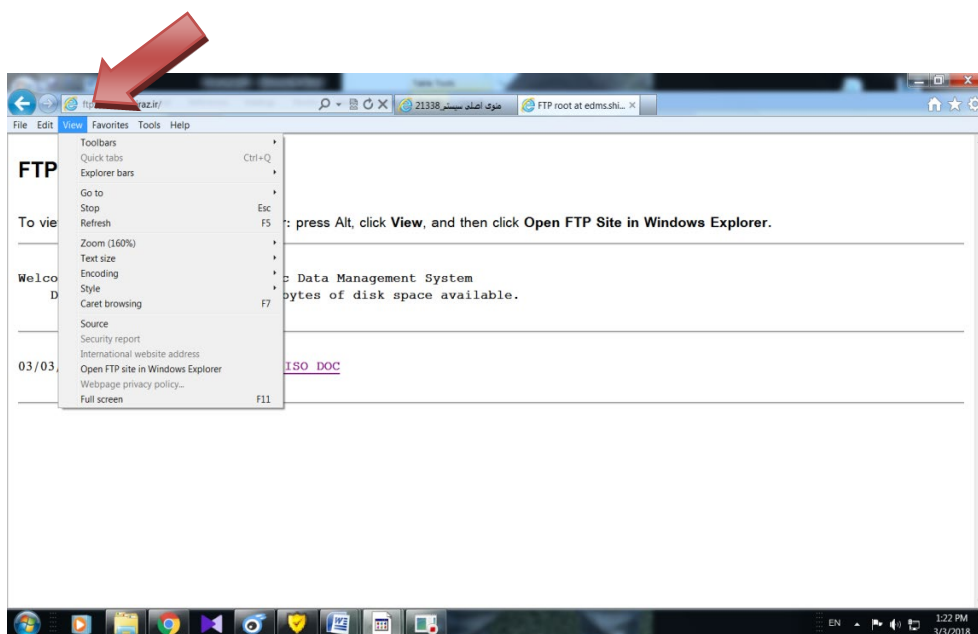 Table Tools
raz.ir/
منوی اصلی سیستم 21338
FTP root at edms.shi...
File Edit View Favorites Tools Help
Toolbars
Quick tabs Ctrl+Q
Explorer bars
Go to
Stop Esc
Refresh F5
Zoom (160%)
Text size
Encoding
Style
Caret browsing F7
Source
Security report
International website address
Open FTP site in Windows Explorer
Webpage privacy policy...
Full screen F11
FTP
To vie
: press Alt, click View, and then click Open FTP Site in Windows Explorer.
Welco
Data Management System
D
bytes of disk space available.
03/03
ISO DOC
EN
1:22 PM
3/3/2018